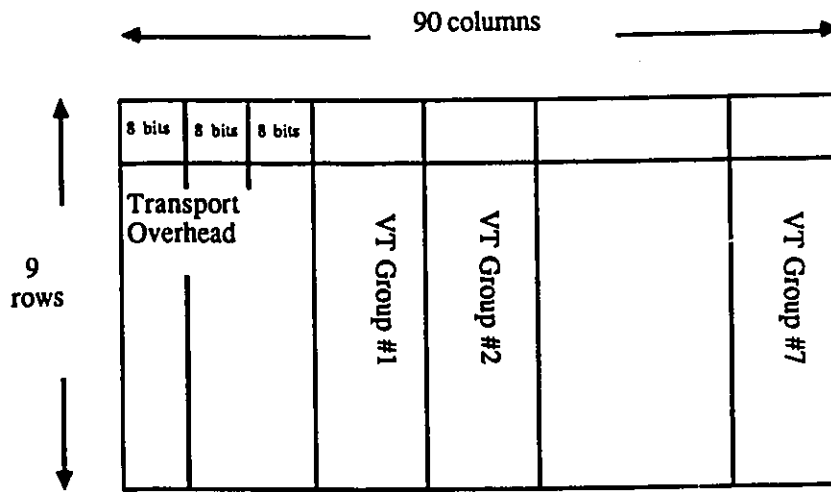 90 columns
8 bits
8 bits
8 bits
Transport
Overhead
9
rows
VT Group #1
VT Group #2
VT Group #7